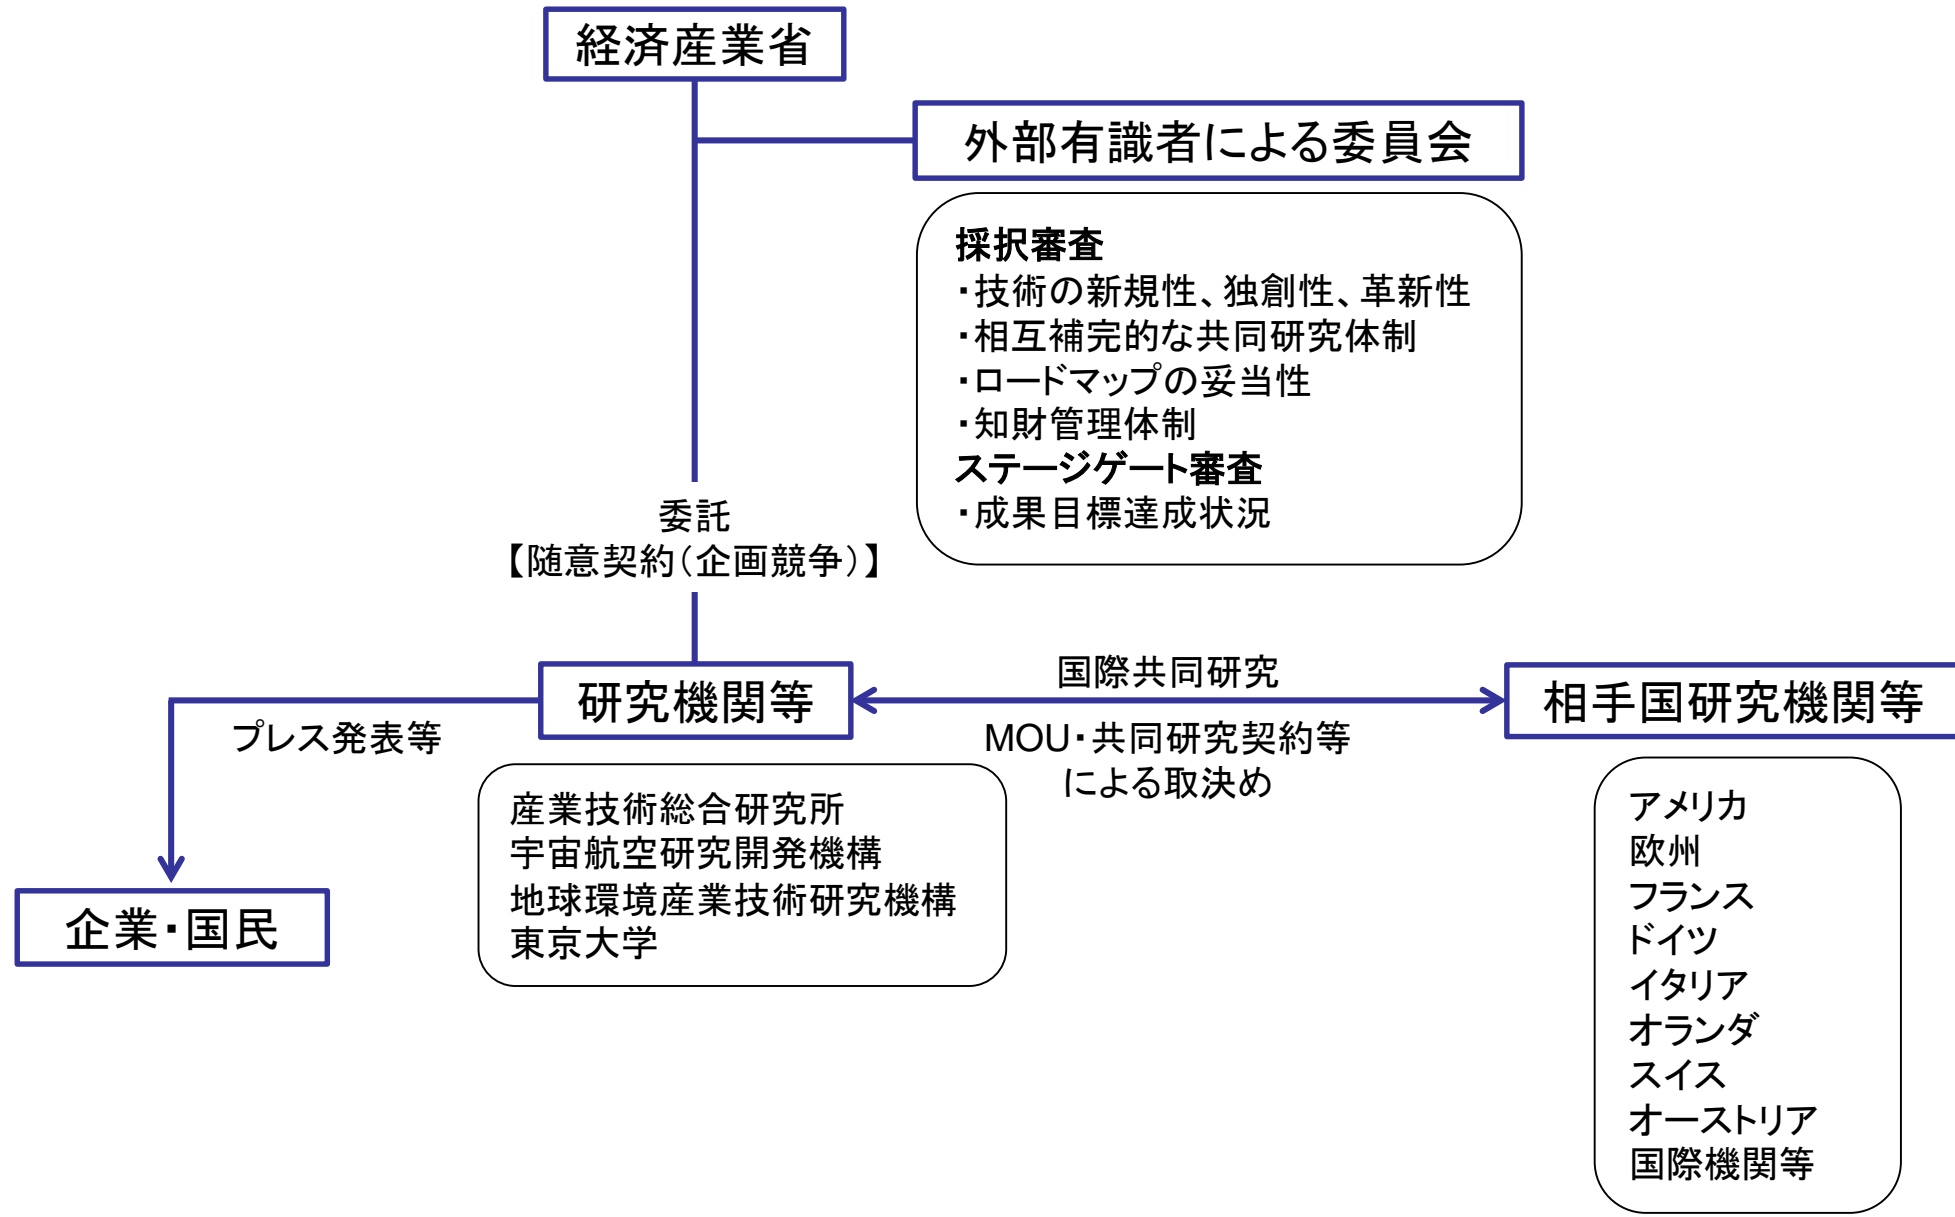 経済産業省
外部有識者による委員会
採択審査
・技術の新規性、独創性、革新性
・相互補完的な共同研究体制
・ロードマップの妥当性
・知財管理体制
ステージゲート審査
・成果目標達成状況
委託
【随意契約（企画競争）】
研究機関等
国際共同研究
相手国研究機関等
プレス発表等
MOU・共同研究契約等
による取決め
産業技術総合研究所
宇宙航空研究開発機構
地球環境産業技術研究機構
東京大学
企業・国民
アメリカ
欧州
フランス
ドイツ
イタリア
オランダ
スイス
オーストリア
国際機関等